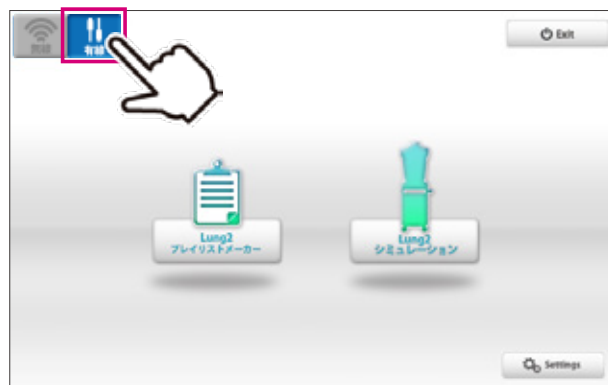 無線
有線
Exit
Lung2
プレイリストメーカー
Lung2
シミュレーション
Settings